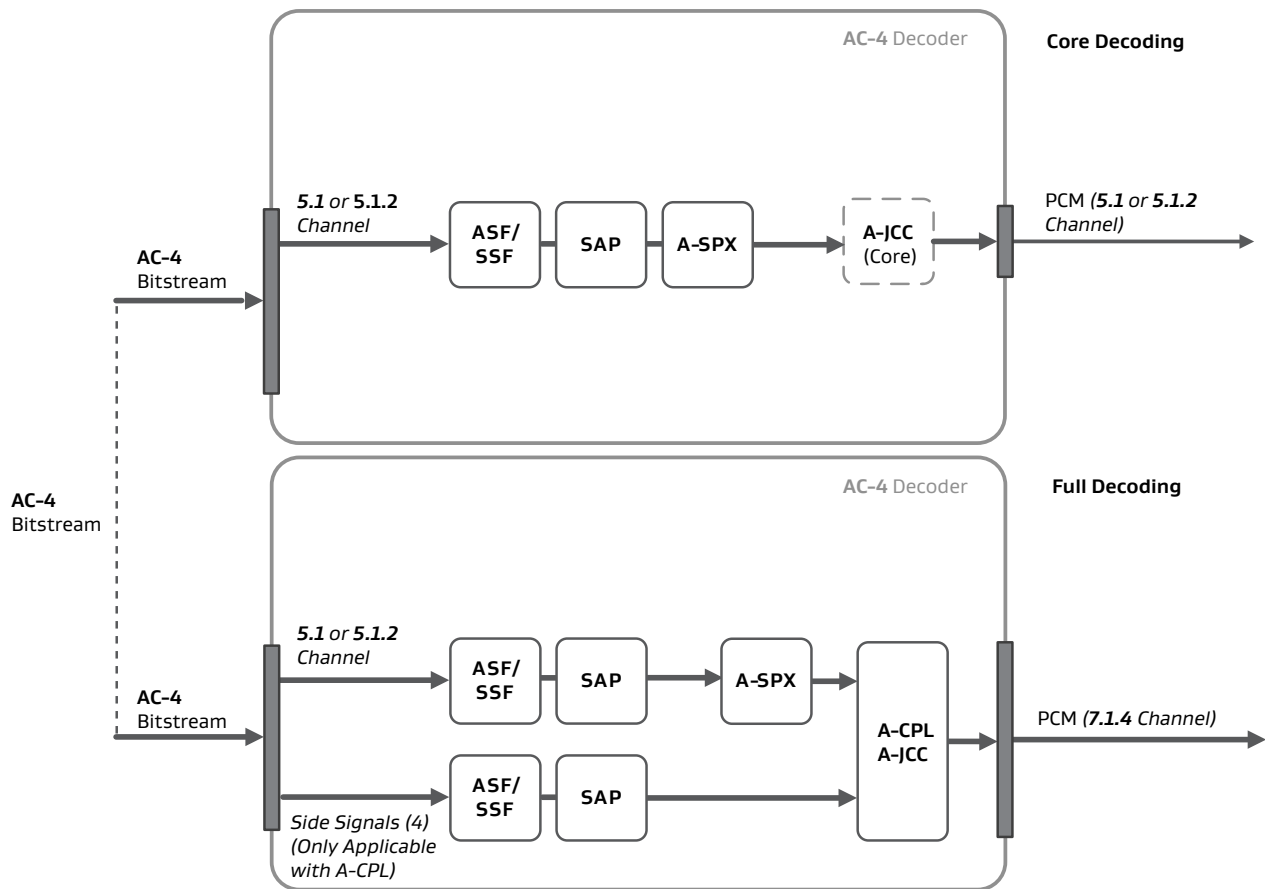 AC-4 Decoder
Core Decoding
5.1 or 5.1.2
Channel
ASF/
SSF
SAP
A-SPX
A-JCC
(Core)
PCM (5.1 or 5.1.2
Channel)
AC-4
Bitstream
AC-4
Bitstream
AC-4 Decoder
Full Decoding
5.1 or 5.1.2
Channel
ASF/
SSF
SAP
A-SPX
AC-4
Bitstream
A-CPL
A-JCC
PCM (7.1.4 Channel)
ASF/
SSF
SAP
Side Signals (4)
(Only Applicable
with A-CPL)